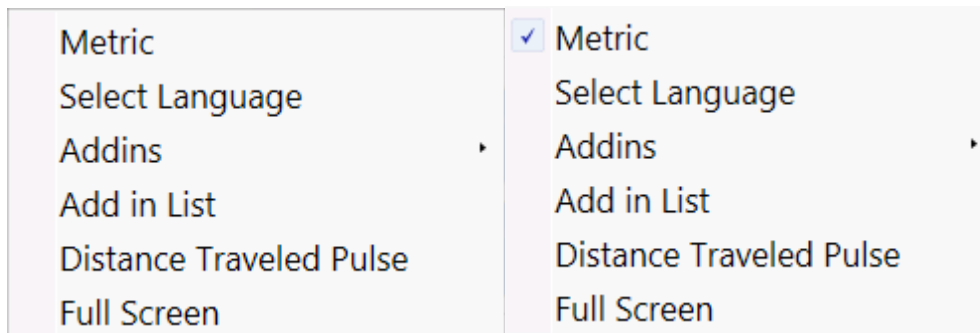 Metric
Select Language
Addins
Add in List
Distance Traveled Pulse
Full Screen
Metric
Select Language
Addins
Add in List
Distance Traveled Pulse
Full Screen